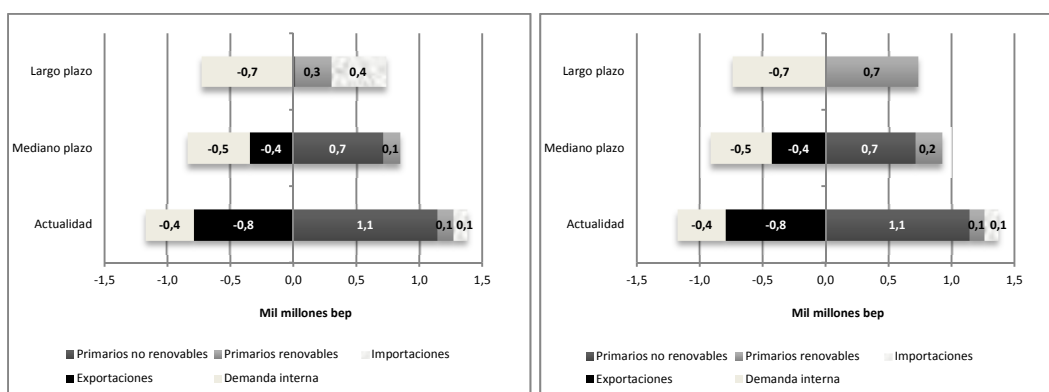 Largo plazo
-0,7
0,3
0,4
Mediano plazo
-0,5
-0,4
0,7
0,1
Actualidad
-0,4
-0,8
1,1
0,1
0,1
-1,5
-1,0
-0,5
0,0
0,5
1,0
1,5
Mil millones bep
Primarios no renovables
Primarios renovables
Importaciones
Exportaciones
Demanda interna
Largo plazo
-0,7
0,7
Mediano plazo
-0,5
-0,4
0,7
0,2
Actualidad
-0,4
-0,8
1,1
0,1
0,1
-1,5
-1,0
-0,5
0,0
0,5
1,0
1,5
Mil millones bep
Primarios no renovables
Primarios renovables
Importaciones
Exportaciones
Demanda interna